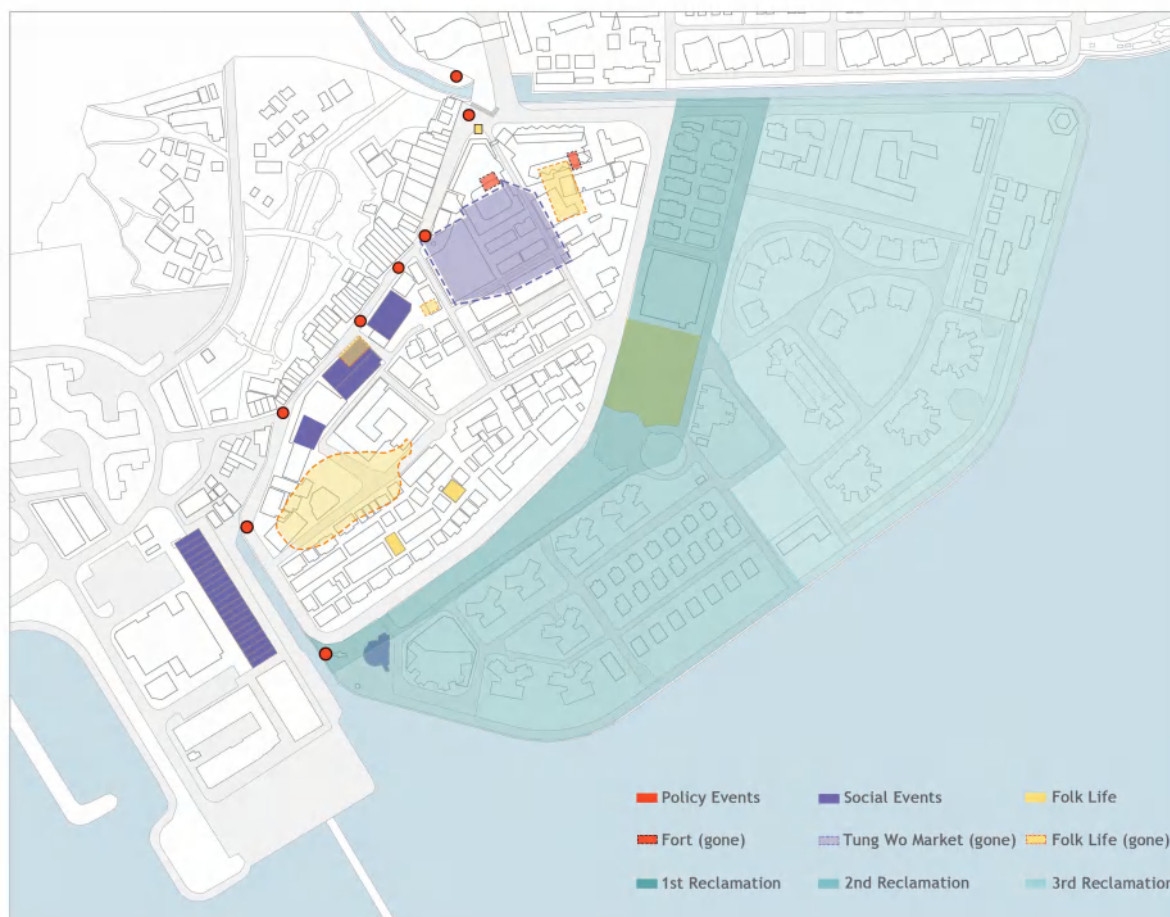 Policy Events Social Events Folk Life
Fort (gone) Tung Wo Market (gone) Folk Life (gone)
1st Reclamation 2nd Reclamation 3rd Reclamation